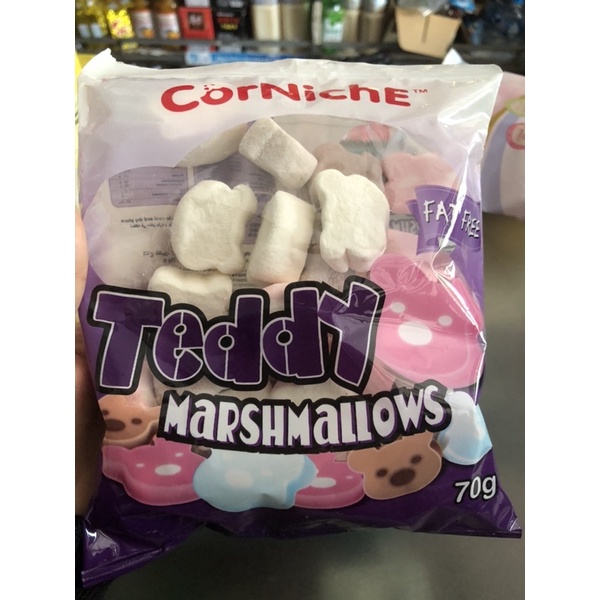 CorNichE™
FAT FREE
Teddy
MARSHMALLOWS
70g